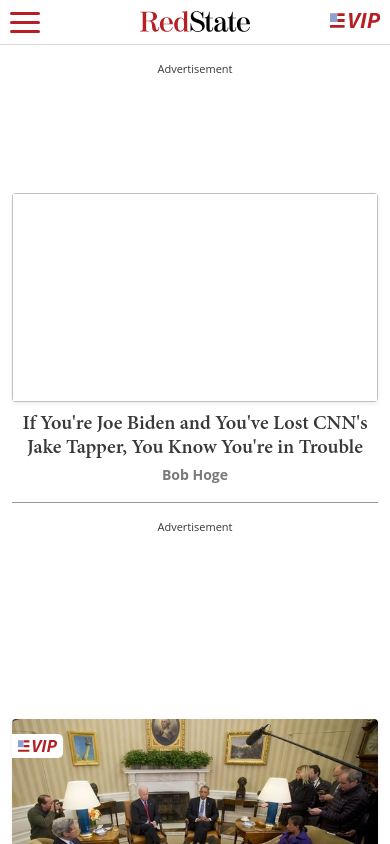 RedState
VIP
Advertisement
If You're Joe Biden and You've Lost CNN's
Jake Tapper, You Know You're in Trouble
Bob Hoge
Advertisement
VIP